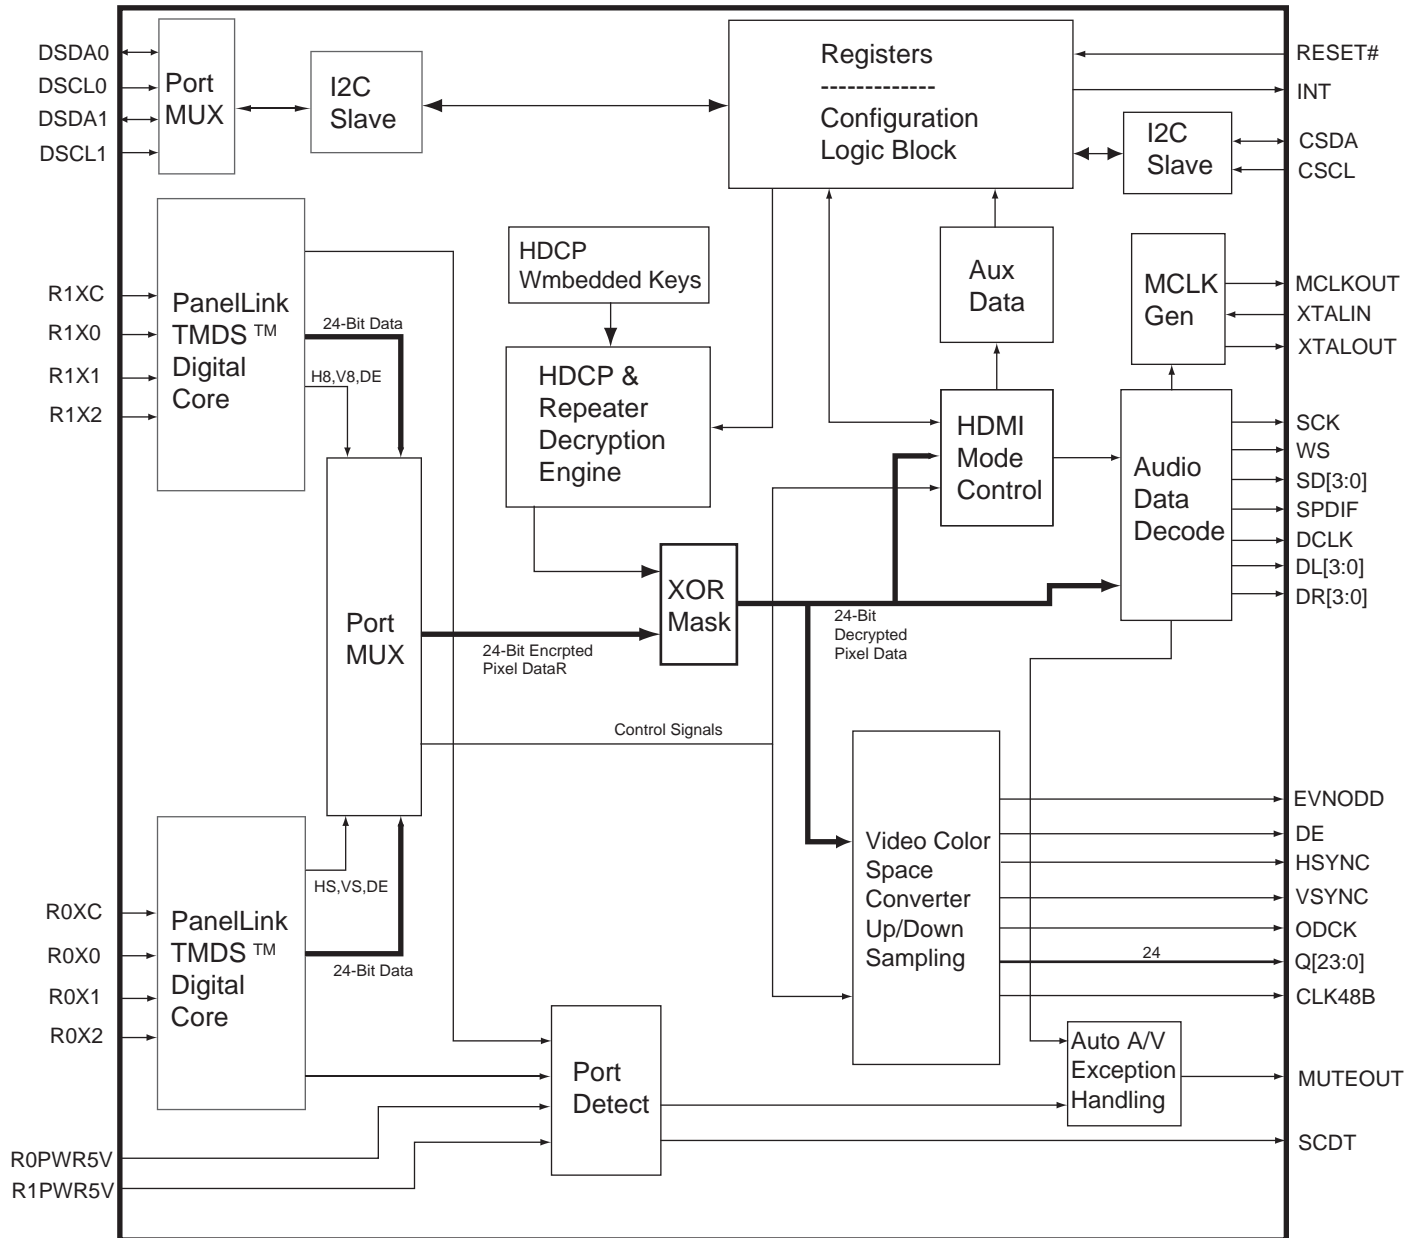 DSDA0
DSCL0
DSDA1
DSCL1
Port
MUX
I2C
Slave
Registers
-------------
Configuration
Logic Block
I2C
Slave
RESET#
INT
CSDA
CSCL
R1XC
R1X0
R1X1
R1X2
PanelLink
TMDS TM
Digital
Core
24-Bit Data
H8,V8,DE
HDCP
Wmbedded Keys
HDCP &
Repeater
Decryption
Engine
Aux
Data
MCLK
Gen
MCLKOUT
XTALIN
XTALOUT
HDMI
Mode
Control
Audio
Data
Decode
SCK
WS
SD[3:0]
SPDIF
DCLK
DL[3:0]
DR[3:0]
Port
MUX
24-Bit Encrpted
Pixel DataR
XOR
Mask
24-Bit
Decrypted
Pixel Data
Control Signals
Video Color
Space
Converter
Up/Down
Sampling
EVNODD
DE
HSYNC
VSYNC
ODCK
24
Q[23:0]
CLK48B
R0XC
R0X0
R0X1
R0X2
PanelLink
TMDS TM
Digital
Core
HS,VS,DE
24-Bit Data
Port
Detect
Auto A/V
Exception
Handling
MUTEOUT
SCDT
R0PWR5V
R1PWR5V